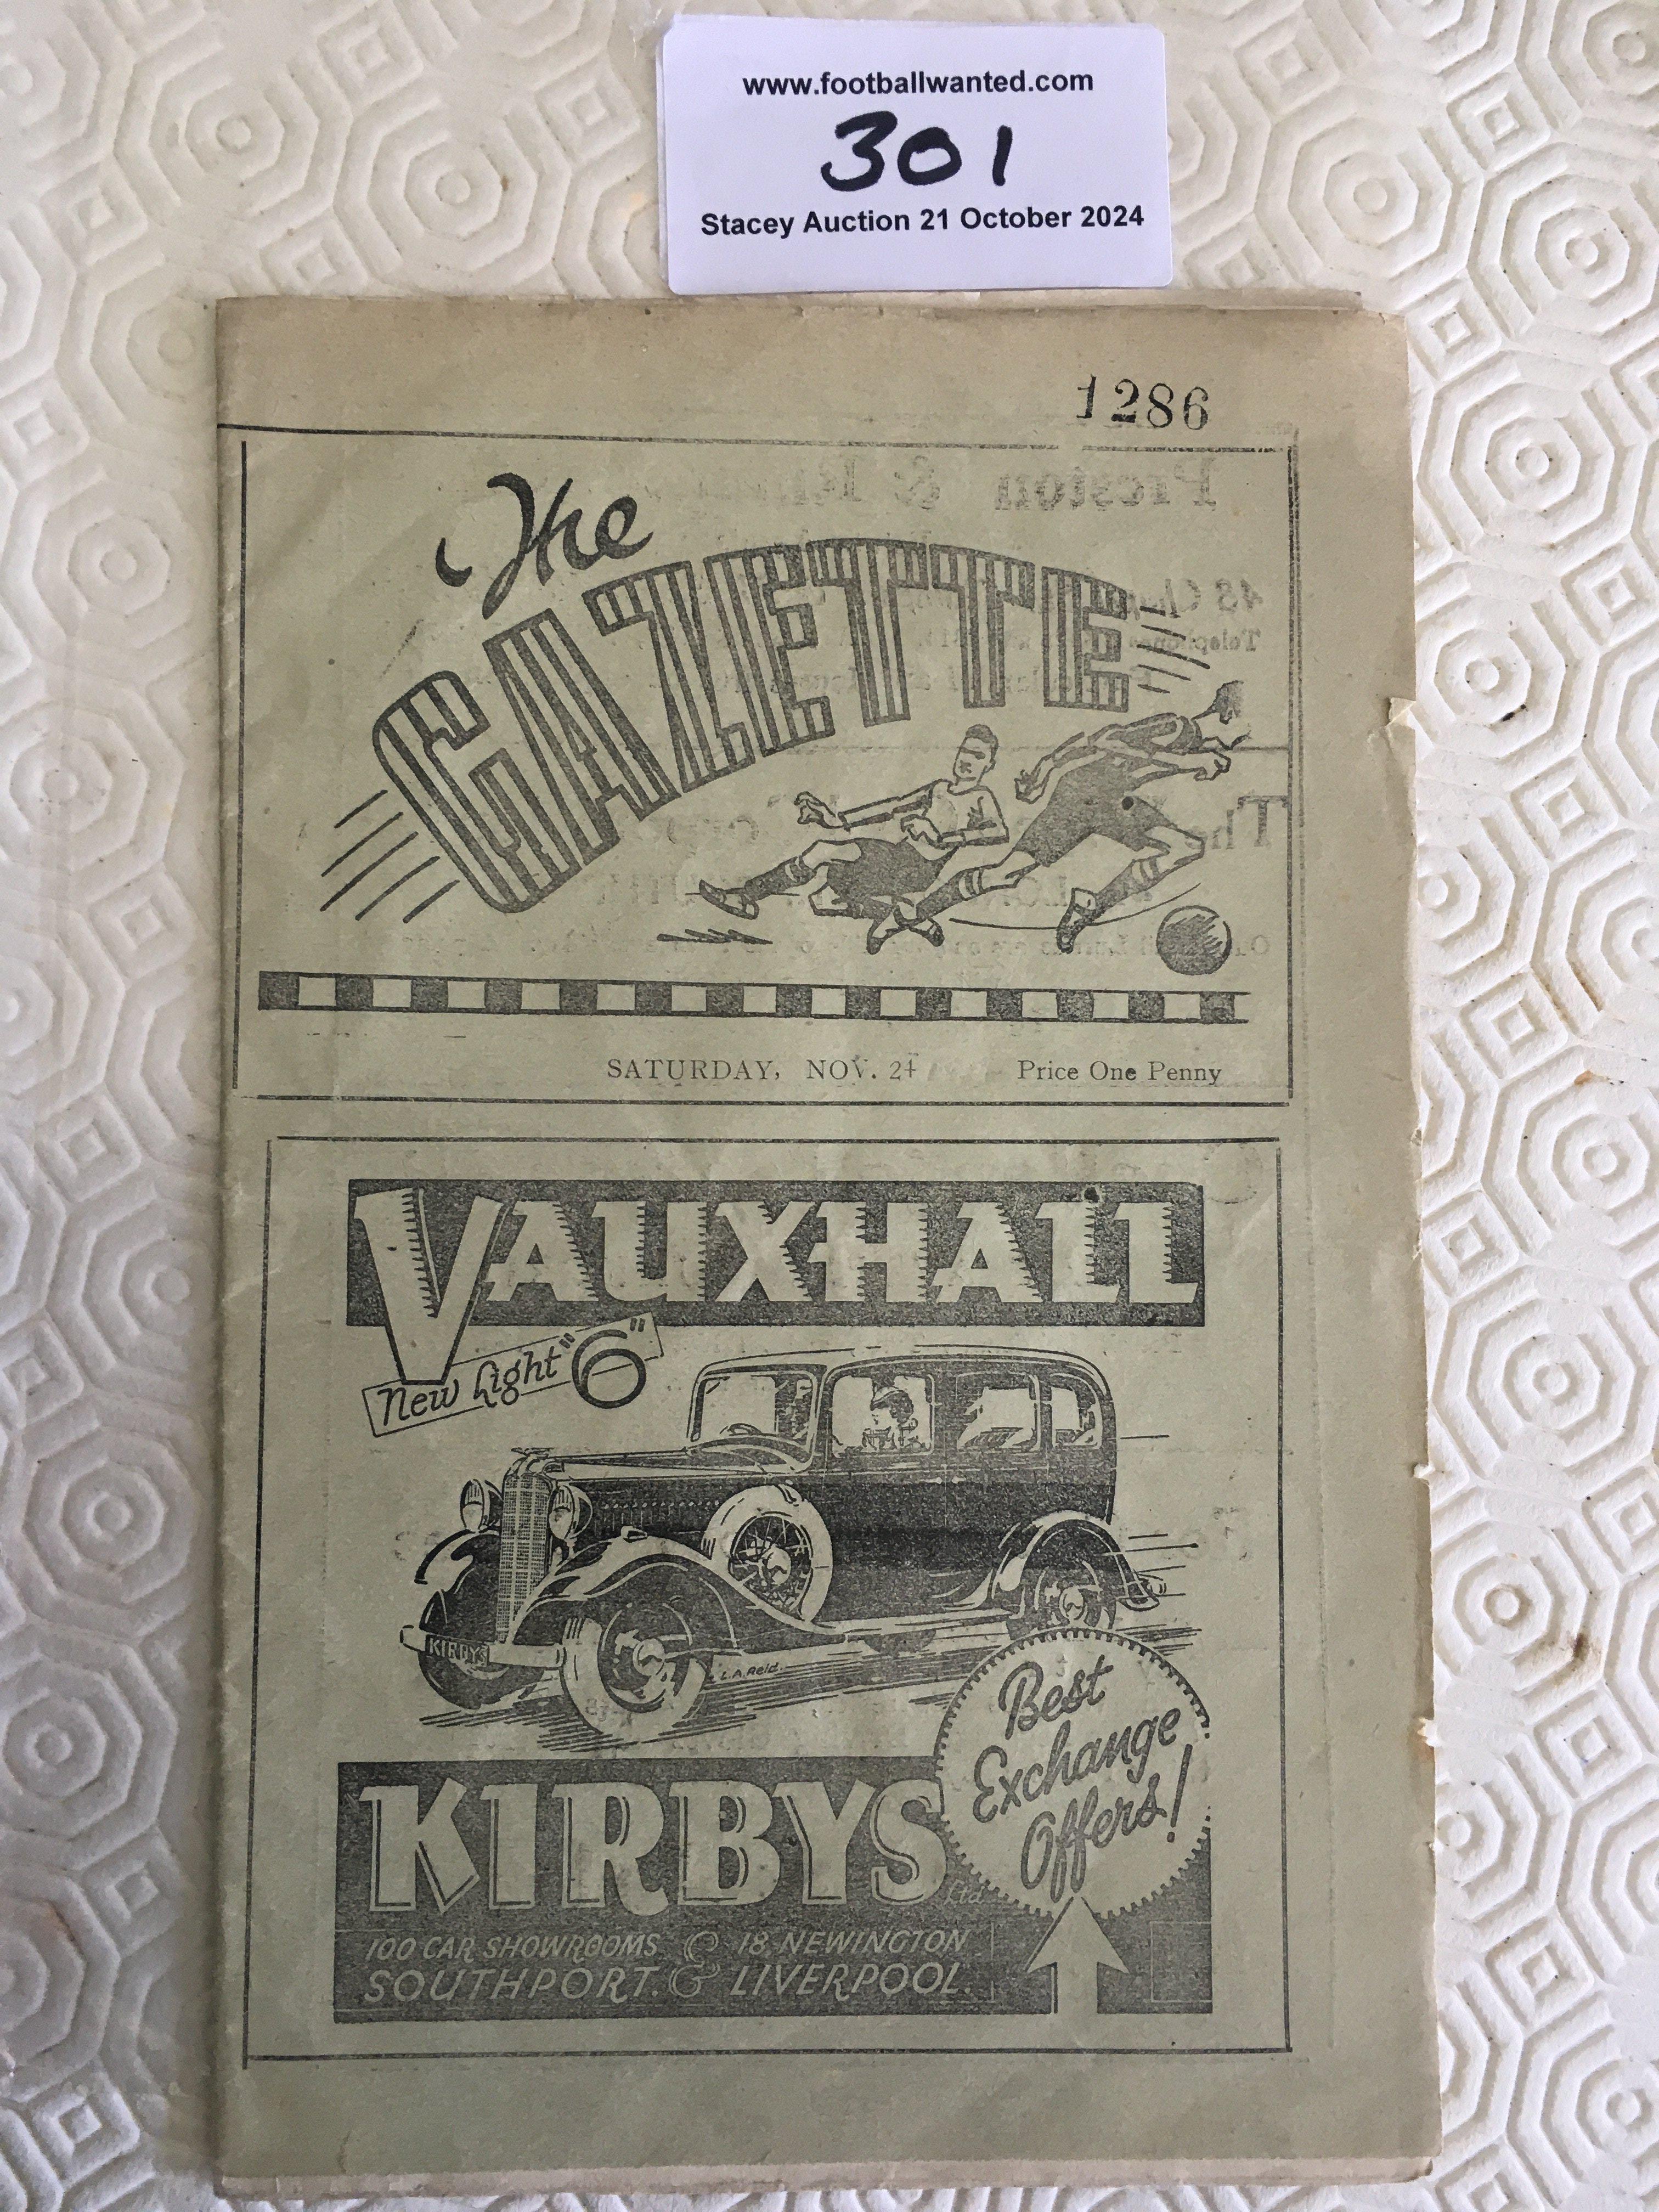 www.footballwanted.com
301
Stacey Auction 21 October 2024
1286
The
GAZETTE
SATURDAY, NOV. 24 Price One Penny
VAUXHALL
New Light "6"
KIRBYS
L.A. Reid.
Best
Exchange
Offers!
KIRBYS Ltd
100 CAR SHOWROOMS & 18, NEWINGTON
SOUTHPORT. & LIVERPOOL.